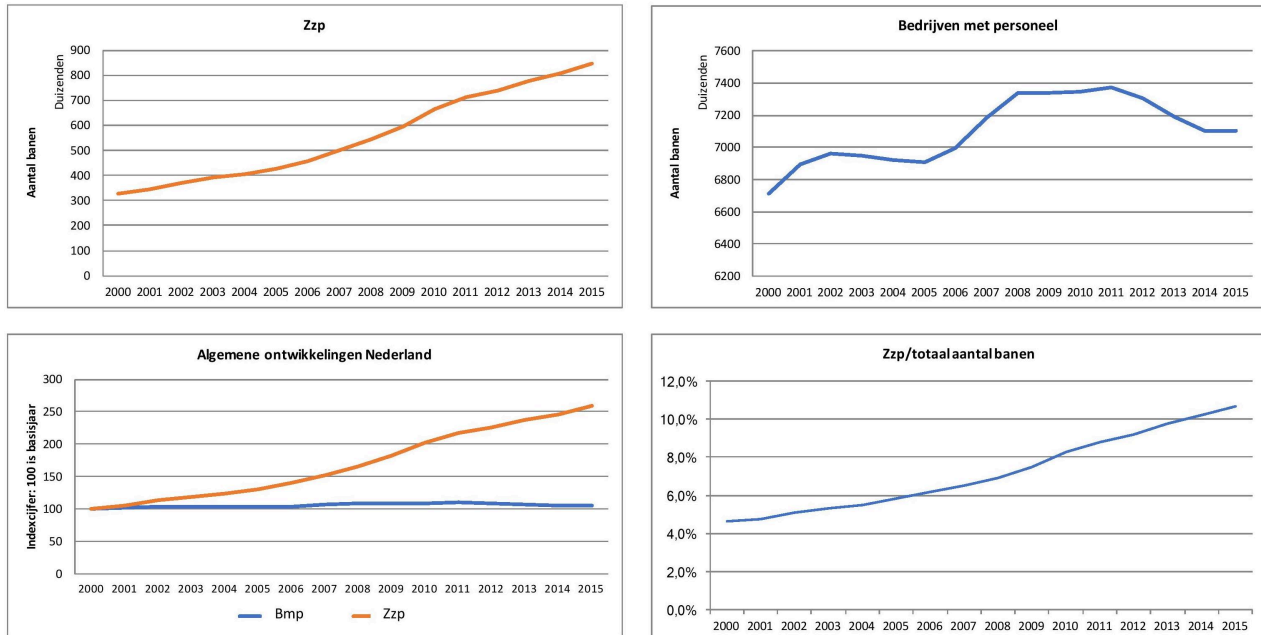 Zzp
Aantal banen
Duizenden
900
800
700
600
500
400
300
200
100
0
2000 2001 2002 2003 2004 2005 2006 2007 2008 2009 2010 2011 2012 2013 2014 2015
Bedrijven met personeel
Aantal banen
Duizenden
7600
7400
7200
7000
6800
6600
6400
6200
2000 2001 2002 2003 2004 2005 2006 2007 2008 2009 2010 2011 2012 2013 2014 2015
Algemene ontwikkelingen Nederland
Indexcijfer: 100 is basisjaar
300
250
200
150
100
50
0
2000 2001 2002 2003 2004 2005 2006 2007 2008 2009 2010 2011 2012 2013 2014 2015
Bmp Zzp
Zzp/totaal aantal banen
12,0%
10,0%
8,0%
6,0%
4,0%
2,0%
0,0%
2000 2001 2002 2003 2004 2005 2006 2007 2008 2009 2010 2011 2012 2013 2014 2015